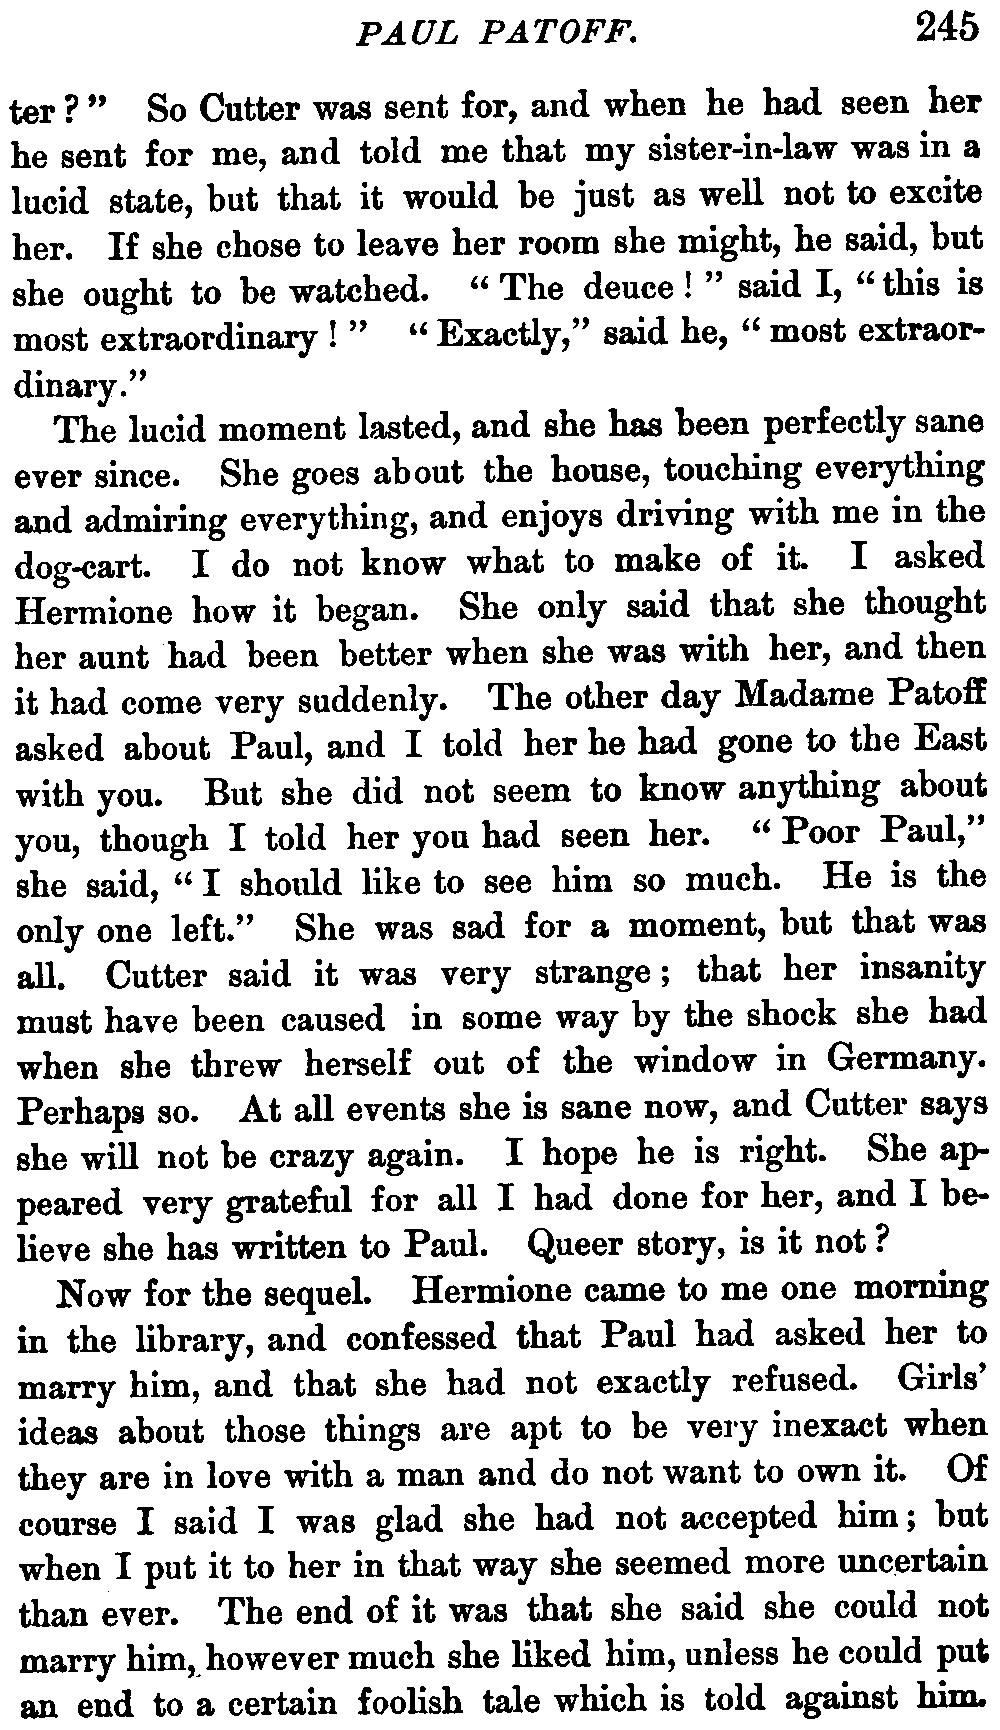 PAUL PATOFF. 245
ter?" So Cutter was sent for, and when he had seen her
he sent for me, and told me that my sister-in-law was in a
lucid state, but that it would be just as well not to excite
her. If she chose to leave her room she might, he said, but
she ought to be watched. "The deuce!" said I, "this is
most extraordinary!" "Exactly," said he, "most extraor-
dinary."
The lucid moment lasted, and she has been perfectly sane
ever since. She goes about the house, touching everything
and admiring everything, and enjoys driving with me in the
dog-cart. I do not know what to make of it. I asked
Hermione how it began. She only said that she thought
her aunt had been better when she was with her, and then
it had come very suddenly. The other day Madame Patoff
asked about Paul, and I told her he had gone to the East
with you. But she did not seem to know anything about
you, though I told her you had seen her. "Poor Paul,"
she said, "I should like to see him so much. He is the
only one left." She was sad for a moment, but that was
all. Cutter said it was very strange; that her insanity
must have been caused in some way by the shock she had
when she threw herself out of the window in Germany.
Perhaps so. At all events she is sane now, and Cutter says
she will not be crazy again. I hope he is right. She ap-
peared very grateful for all I had done for her, and I be-
lieve she has written to Paul. Queer story, is it not?
Now for the sequel. Hermione came to me one morning
in the library, and confessed that Paul had asked her to
marry him, and that she had not exactly refused. Girls'
ideas about those things are apt to be very inexact when
they are in love with a man and do not want to own it. Of
course I said I was glad she had not accepted him; but
when I put it to her in that way she seemed more uncertain
than ever. The end of it was that she said she could not
marry him, however much she liked him, unless he could put
an end to a certain foolish tale which is told against him.